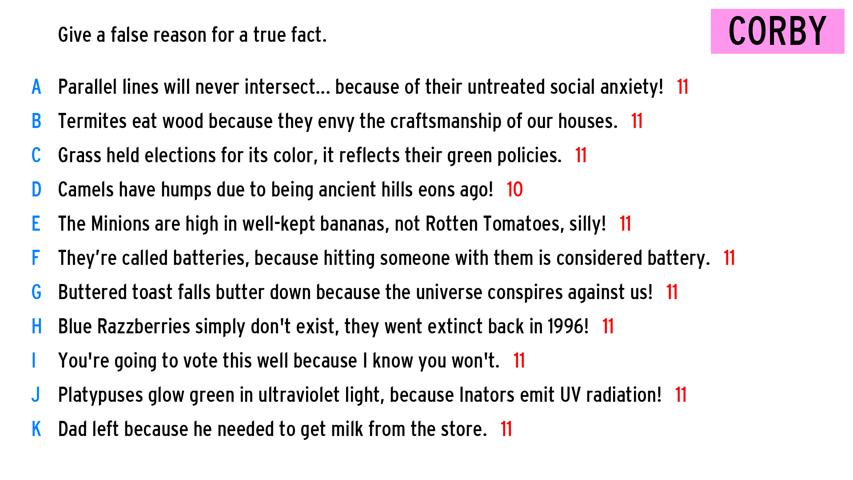 Give a false reason for a true fact.
CORBY
A Parallel lines will never intersect... because of their untreated social anxiety! 11
B Termites eat wood because they envy the craftsmanship of our houses. 11
C Grass held elections for its color, it reflects their green policies. 11
D Camels have humps due to being ancient hills eons ago! 10
E The Minions are high in well-kept bananas, not Rotten Tomatoes, silly! 11
F They’re called batteries, because hitting someone with them is considered battery. 11
G Buttered toast falls butter down because the universe conspires against us! 11
H Blue Razzberries simply don't exist, they went extinct back in 1996! 11
I You're going to vote this well because I know you won't. 11
J Platypuses glow green in ultraviolet light, because Inators emit UV radiation! 11
K Dad left because he needed to get milk from the store. 11